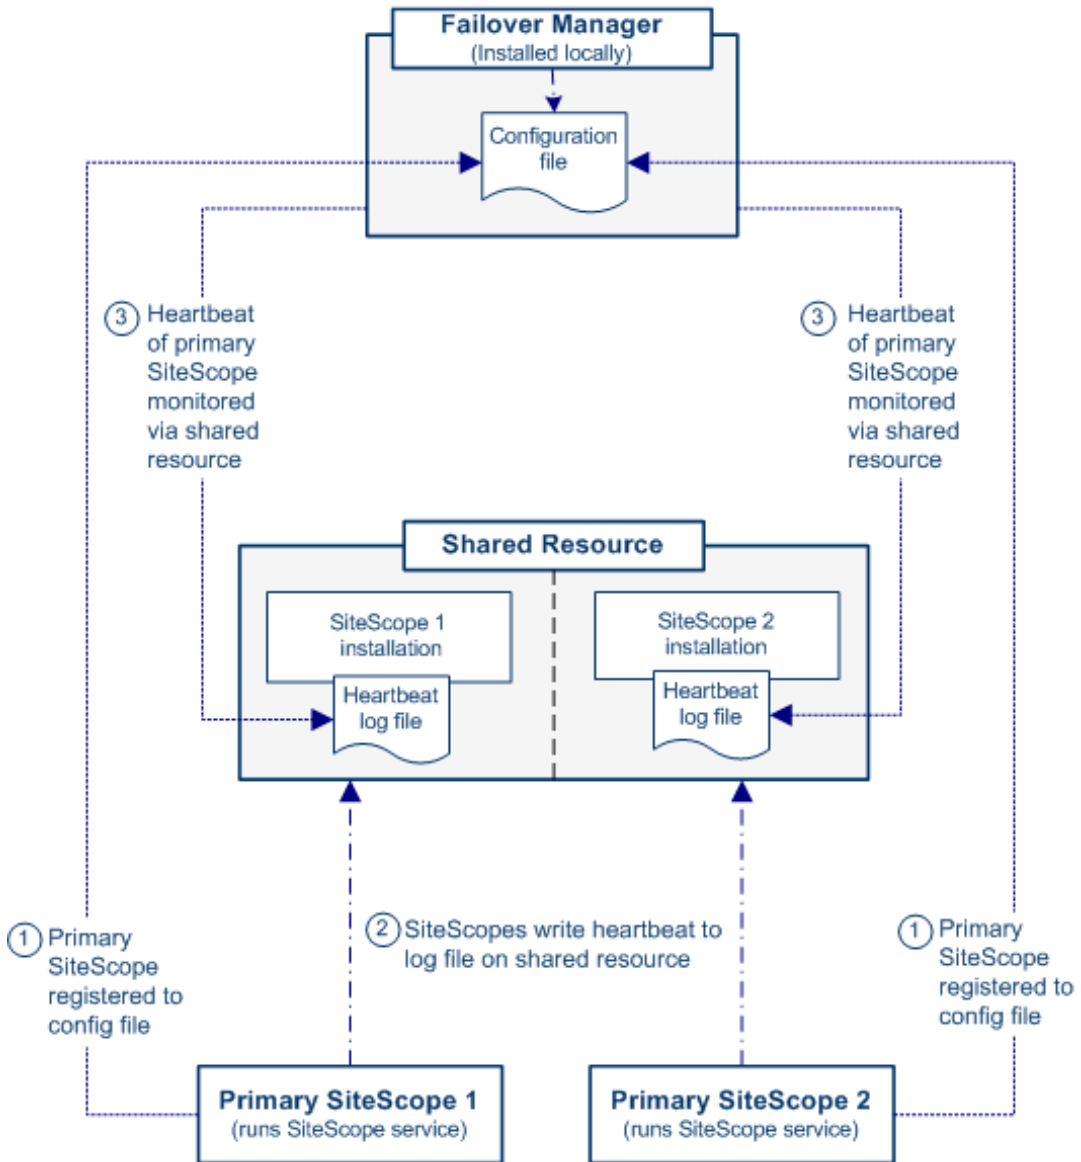 Failover Manager
(Installed locally)
Configuration
file
3 Heartbeat
of primary
SiteScope
monitored
via shared
resource
3 Heartbeat
of primary
SiteScope
monitored
via shared
resource
Shared Resource
SiteScope 1
installation
Heartbeat
log file
SiteScope 2
installation
Heartbeat
log file
1 Primary
SiteScope
registered to
config file
2 SiteScopes write heartbeat to
log file on shared resource
1 Primary
SiteScope
registered to
config file
Primary SiteScope 1
(runs SiteScope service)
Primary SiteScope 2
(runs SiteScope service)